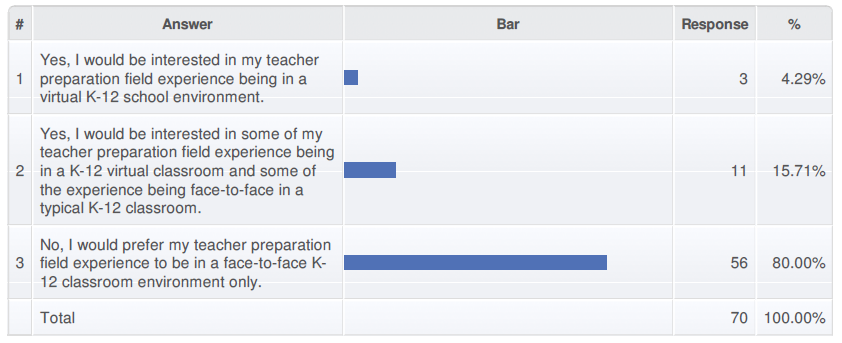 # Answer Bar Response %
Yes, I would be interested in my teacher
1 preparation field experience being in a 3 4.29%
virtual K-12 school environment.
Yes, I would be interested in some of my
teacher preparation field experience being
2 in a K-12 virtual classroom and some of 11 15.71%
the experience being face-to-face in a
typical K-12 classroom.
No, I would prefer my teacher preparation
3 field experience to be in a face-to-face K- 56 80.00%
12 classroom environment only.
Total 70 100.00%